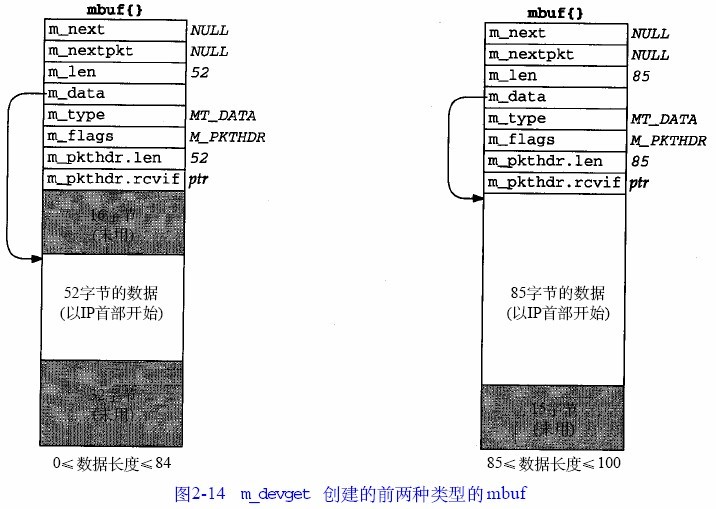 mbuf{}
m_next NULL
m_nextpkt NULL
m_len 52
m_data
m_type MT_DATA
m_flags M_PKTHDR
m_pkthdr.len 52
m_pkthdr.rcvif ptr
16字节
(未用)
52字节的数据
(以IP首部开始)
32字节
(未用)
0≤数据长度≤84
mbuf{}
m_next NULL
m_nextpkt NULL
m_len 85
m_data
m_type MT_DATA
m_flags M_PKTHDR
m_pkthdr.len 85
m_pkthdr.rcvif ptr
85字节的数据
(以IP首部开始)
15字节
(未用)
85≤数据长度≤100
图2-14 m_devget 创建的前两种类型的mbuf